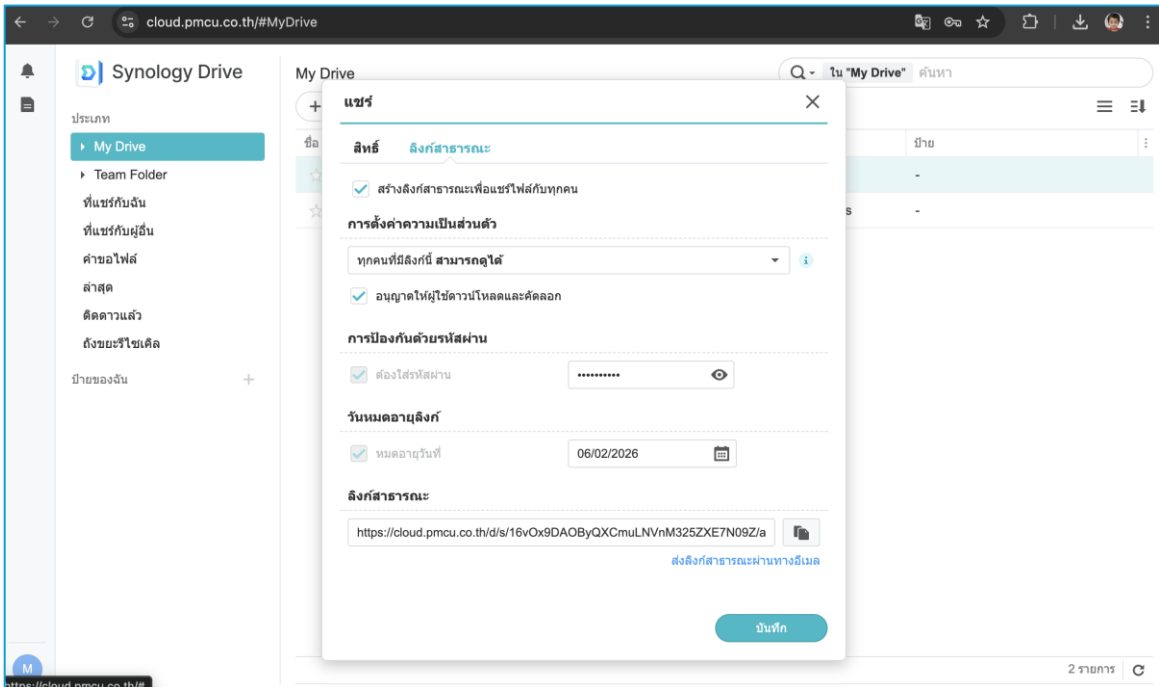 cloud.pmcu.co.th/#MyDrive
Synology Drive
ประเภท
My Drive
Team Folder
ที่แชร์กับฉัน
ที่แชร์กับผู้อื่น
คำขอไฟล์
ล่าสุด
ติดดาวแล้ว
ถังขยะรีไซเคิล
ป้ายของฉัน
M
https://cloud.pmcu.co.th/#
My Drive
ใน "My Drive" ค้นหา
ชื่อ
ป้าย
-
s -
แชร์
สิทธิ์ ลิงก์สาธารณะ
สร้างลิงก์สาธารณะเพื่อแชร์ไฟล์กับทุกคน
การตั้งค่าความเป็นส่วนตัว
ทุกคนที่มีลิงก์นี้ สามารถดูได้
อนุญาตให้ผู้ใช้ดาวน์โหลดและคัดลอก
การป้องกันด้วยรหัสผ่าน
ต้องใส่รหัสผ่าน ••••••••••
วันหมดอายุลิงก์
หมดอายุวันที่ 06/02/2026
ลิงก์สาธารณะ
https://cloud.pmcu.co.th/d/s/16vOx9DAOByQXCmuLNVnM325ZXE7N09Z/a
ส่งลิงก์สาธารณะผ่านทางอีเมล
บันทึก
2 รายการ